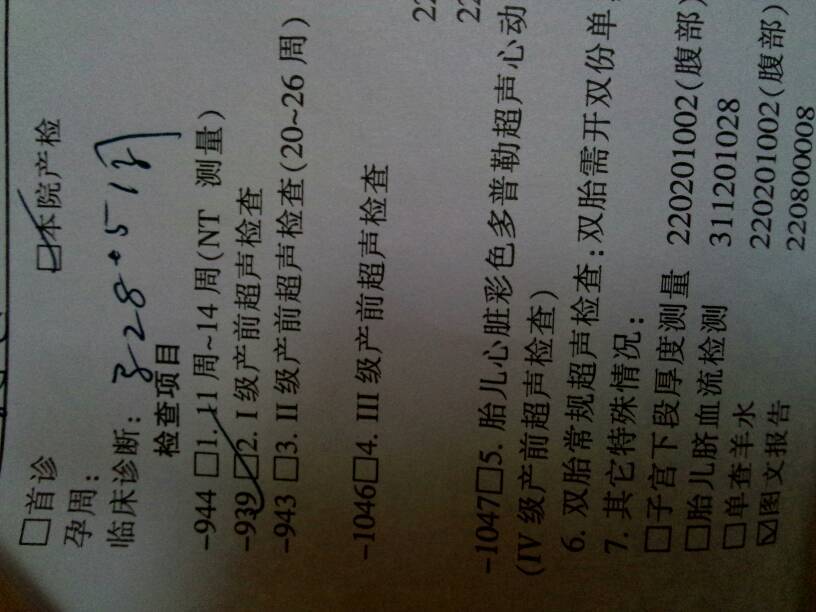 □首诊 ☑本院产检
孕周：
临床诊断：孕28+5周
检查项目
-944 □1. 11周~14周(NT 测量)
-939 ☑2. I级产前超声检查
-943 □3. II级产前超声检查(20~26周)
-1046□4. III级产前超声检查
22
-1047□5. 胎儿心脏彩色多普勒超声心动
22
(IV级产前超声检查)
6. 双胎常规超声检查：双胎需开双份单，
7. 其它特殊情况：
□子宫下段厚度测量 220201002(腹部)
□胎儿脐血流检测 311201028
□单查羊水 220201002(腹部)
☑图文报告 220800008